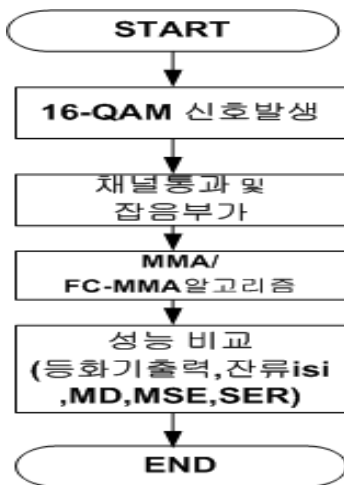 START
16-QAM 신호발생
채널통과 및
잡음부가
MMA/
FC-MMA알고리즘
성능 비교
(등화기출력,잔류isi
,MD,MSE,SER)
END